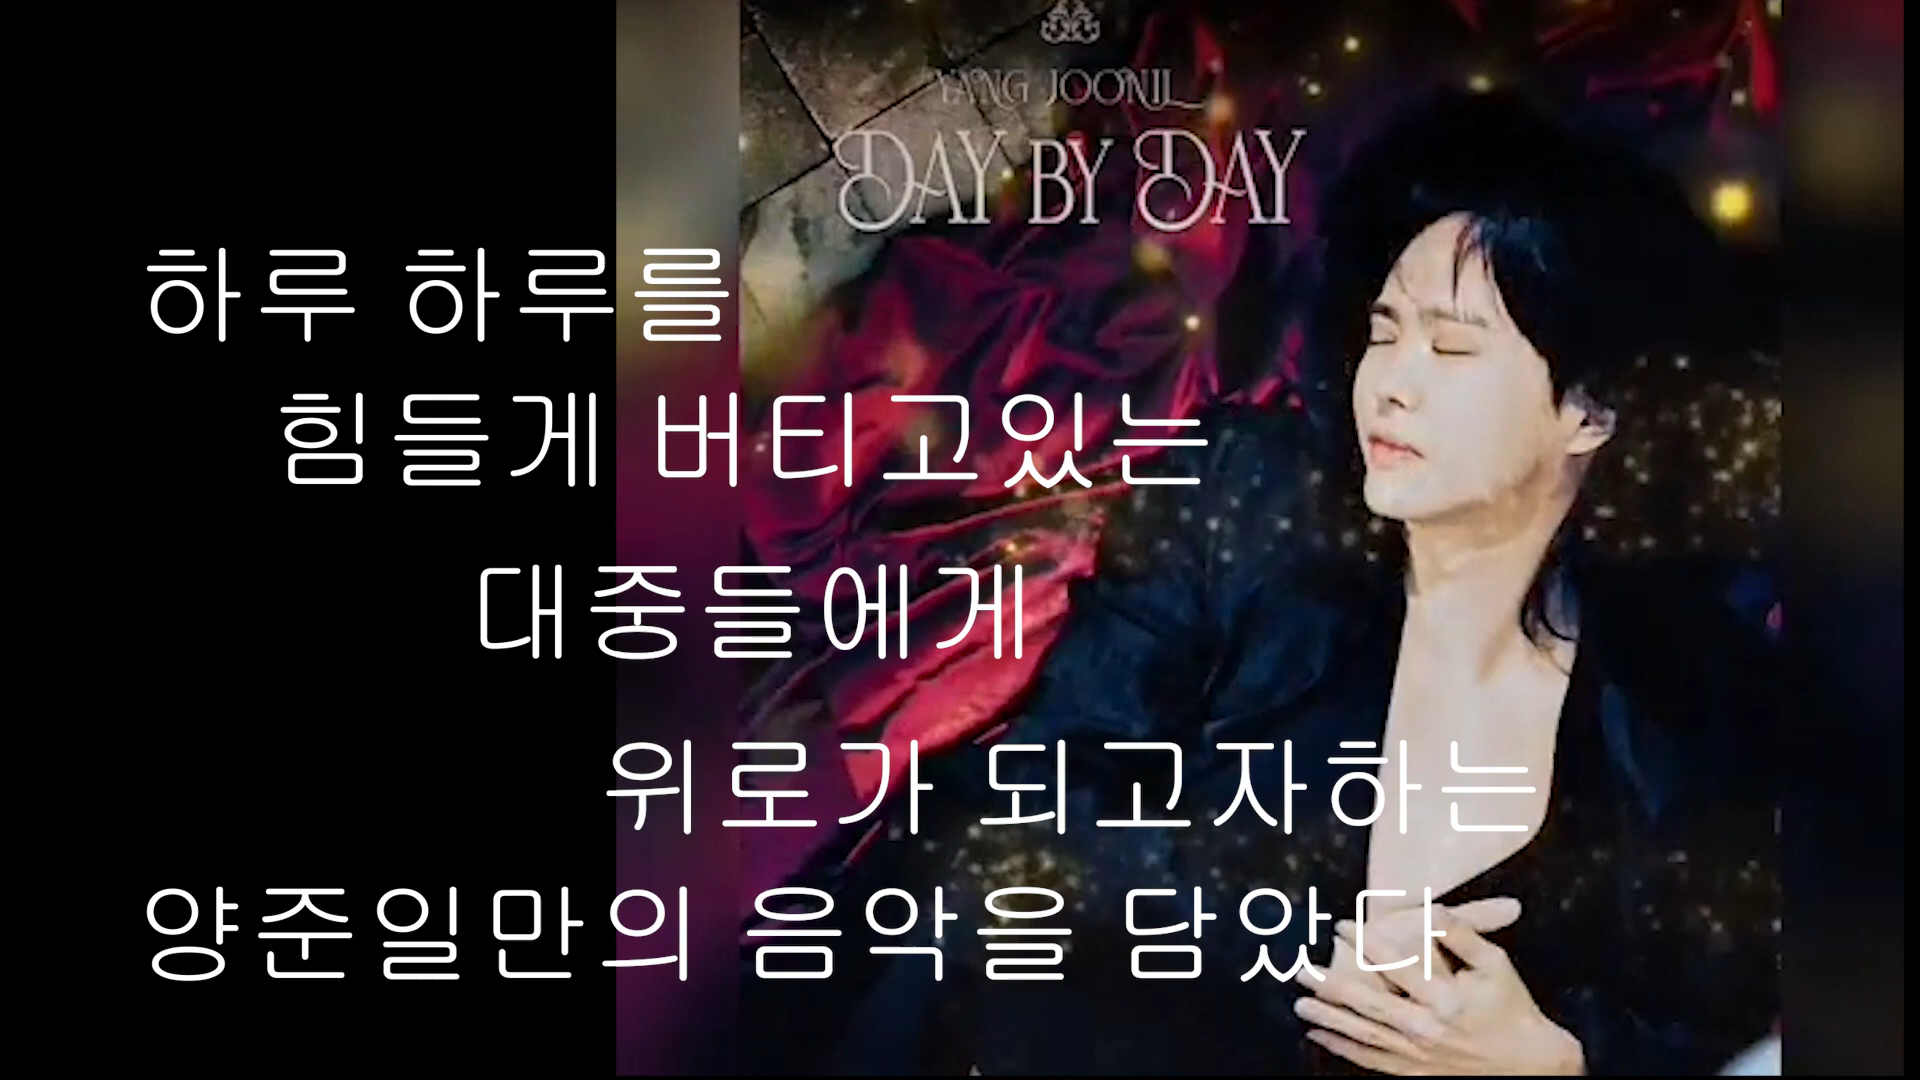 YANG JOONIL
DAY BY DAY
하루 하루를
힘들게 버티고있는
대중들에게
위로가 되고자하는
양준일만의 음악을 담았다